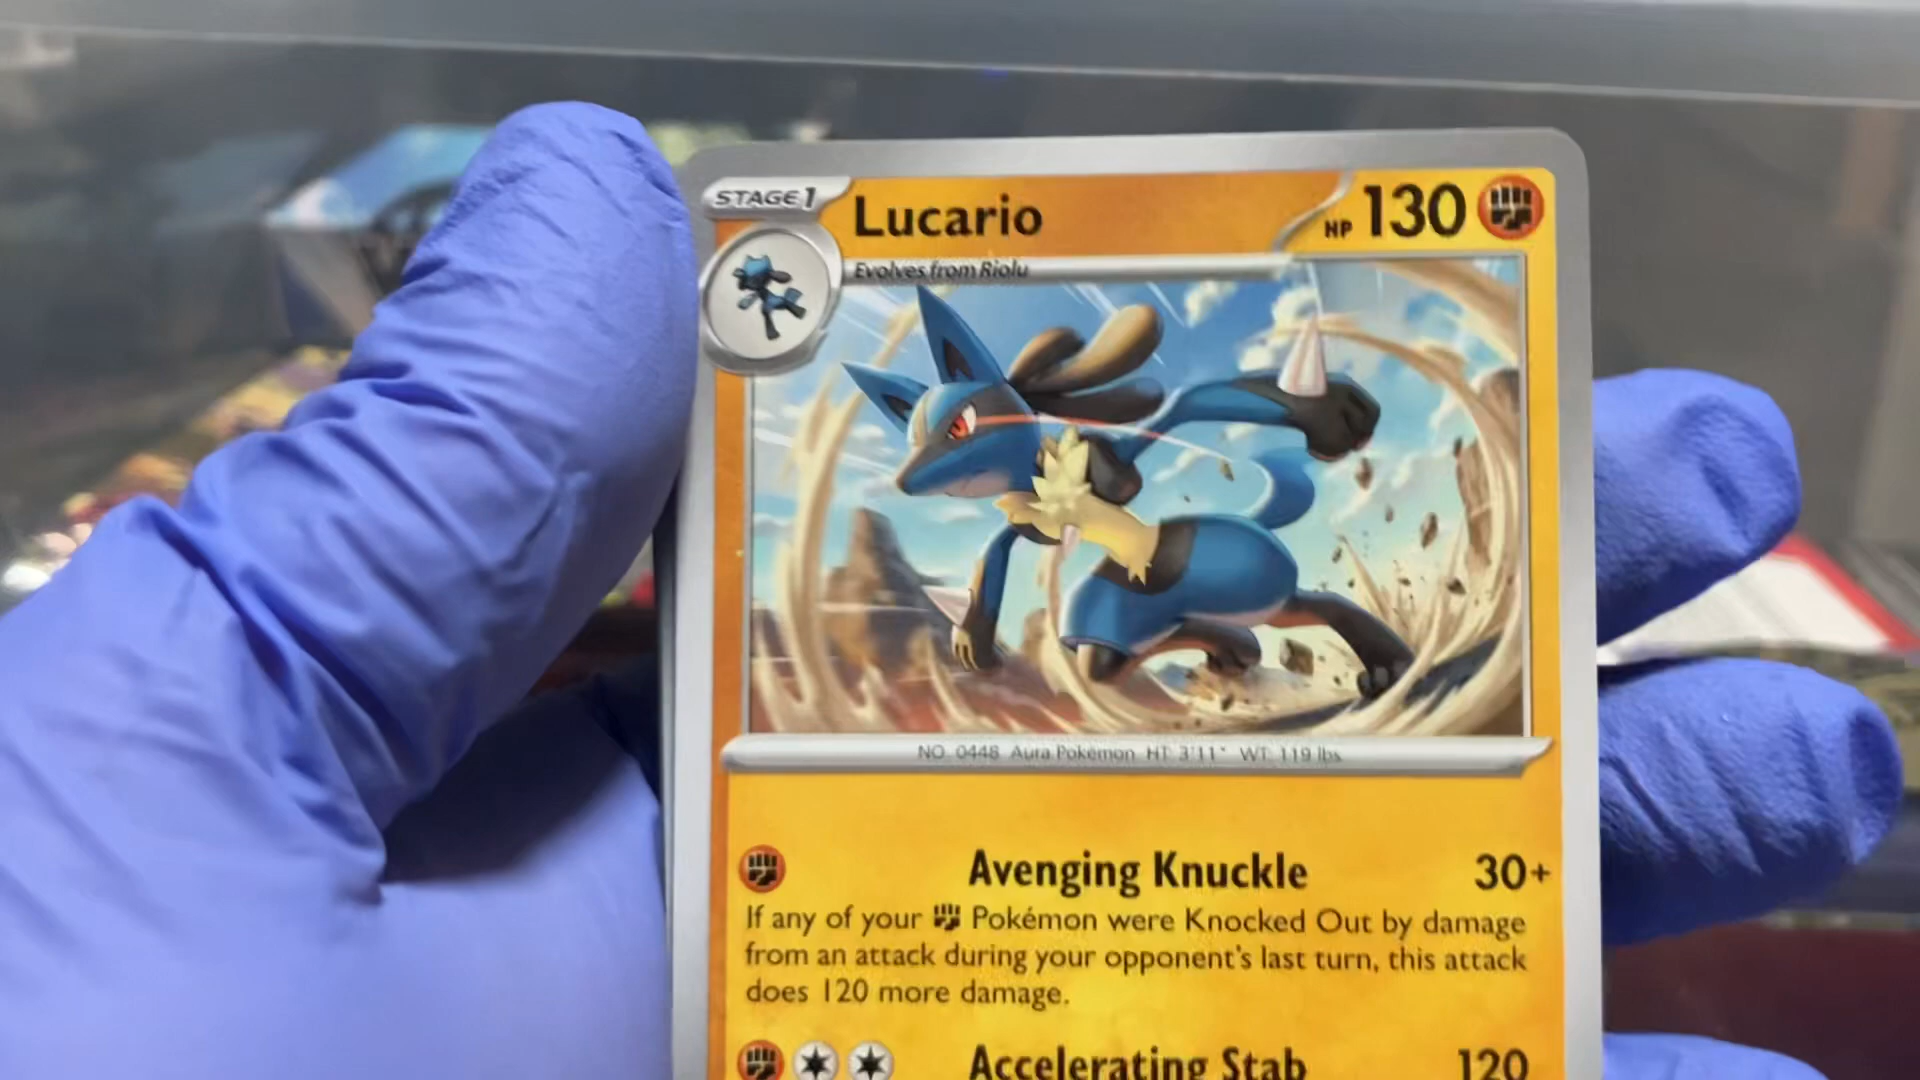 STAGE 1
Lucario
HP 130
Evolves from Riolu
NO. 0448 Aura Pokémon HT: 3'11" WT: 119 lbs.
Avenging Knuckle 30+
If any of your Pokémon were Knocked Out by damage
from an attack during your opponent's last turn, this attack
does 120 more damage.
Accelerating Stab 120